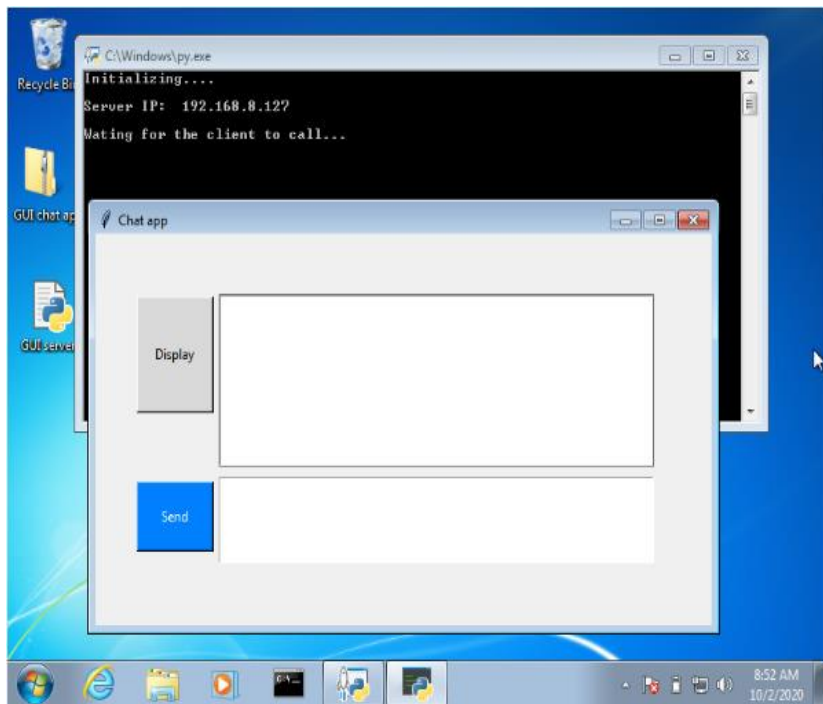 C:\Windows\py.exe
Recycle Bi
Initializing....
Server IP: 192.168.8.127
Wating for the client to call...
GUI chat ap
Chat app
GUI server
Display
Send
8:52 AM
10/2/2020